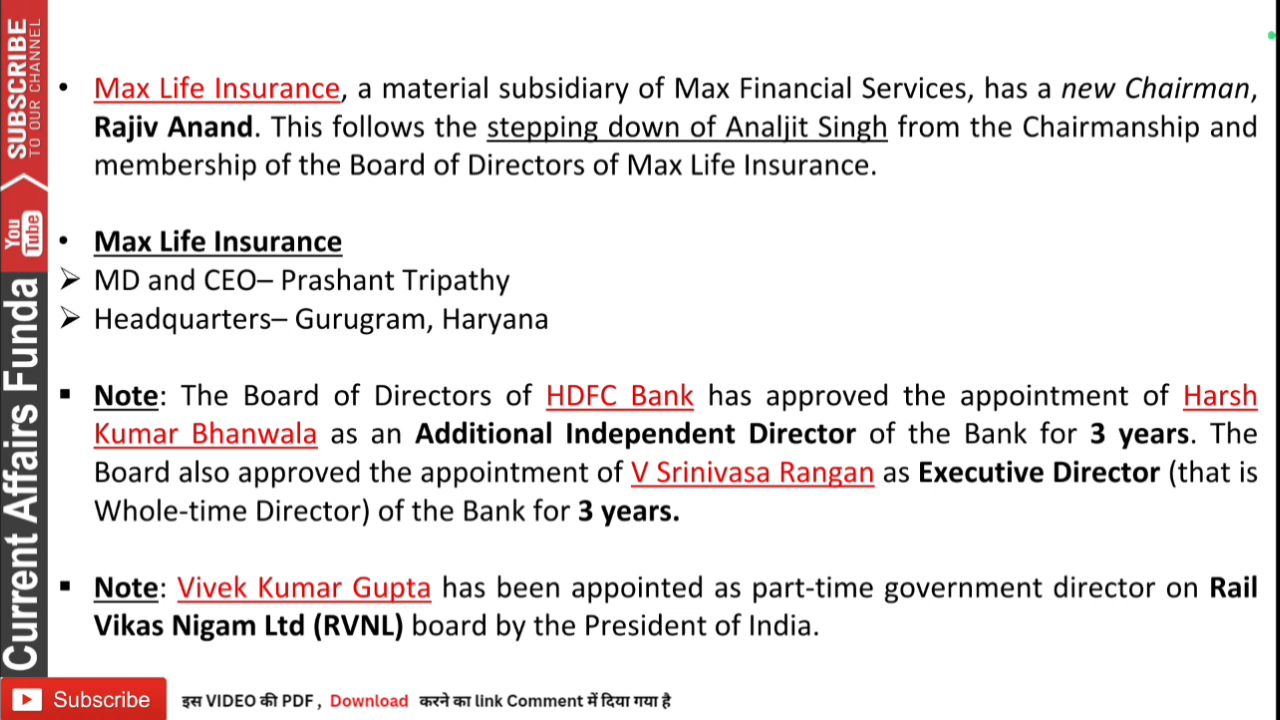 SUBSCRIBE
TO OUR CHANNEL
You
Tube
Current Affairs Funda
• Max Life Insurance, a material subsidiary of Max Financial Services, has a new Chairman,
Rajiv Anand. This follows the stepping down of Analjit Singh from the Chairmanship and
membership of the Board of Directors of Max Life Insurance.
• Max Life Insurance
➢ MD and CEO– Prashant Tripathy
➢ Headquarters– Gurugram, Haryana
▪ Note: The Board of Directors of HDFC Bank has approved the appointment of Harsh
Kumar Bhanwala as an Additional Independent Director of the Bank for 3 years. The
Board also approved the appointment of V Srinivasa Rangan as Executive Director (that is
Whole-time Director) of the Bank for 3 years.
▪ Note: Vivek Kumar Gupta has been appointed as part-time government director on Rail
Vikas Nigam Ltd (RVNL) board by the President of India.
Subscribe
इस VIDEO की PDF , Download करने का link Comment में दिया गया है